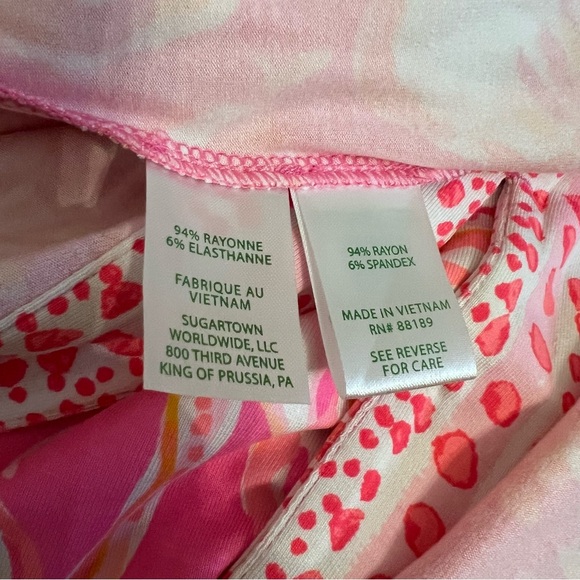 94% RAYONNE
6% ELASTHANNE
FABRIQUE AU
VIETNAM
SUGARTOWN
WORLDWIDE, LLC
800 THIRD AVENUE
KING OF PRUSSIA, PA
94% RAYON
6% SPANDEX
MADE IN VIETNAM
RN# 88189
SEE REVERSE
FOR CARE